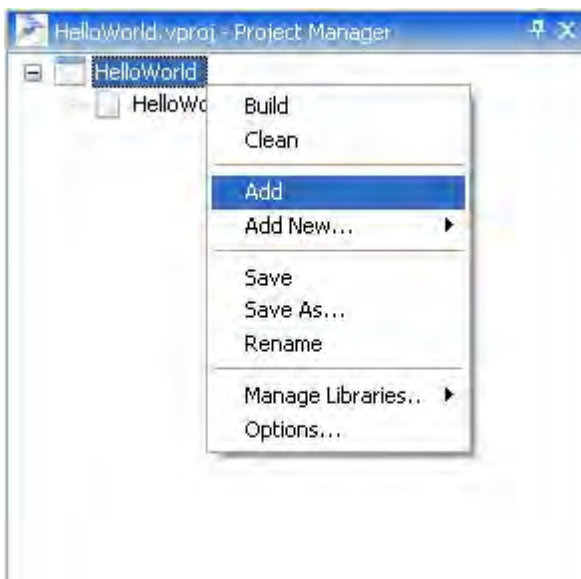 HelloWorld.vproj - Project Manager
HelloWorld
HelloWo
Build
Clean
Add
Add New...
Save
Save As...
Rename
Manage Libraries..
Options...